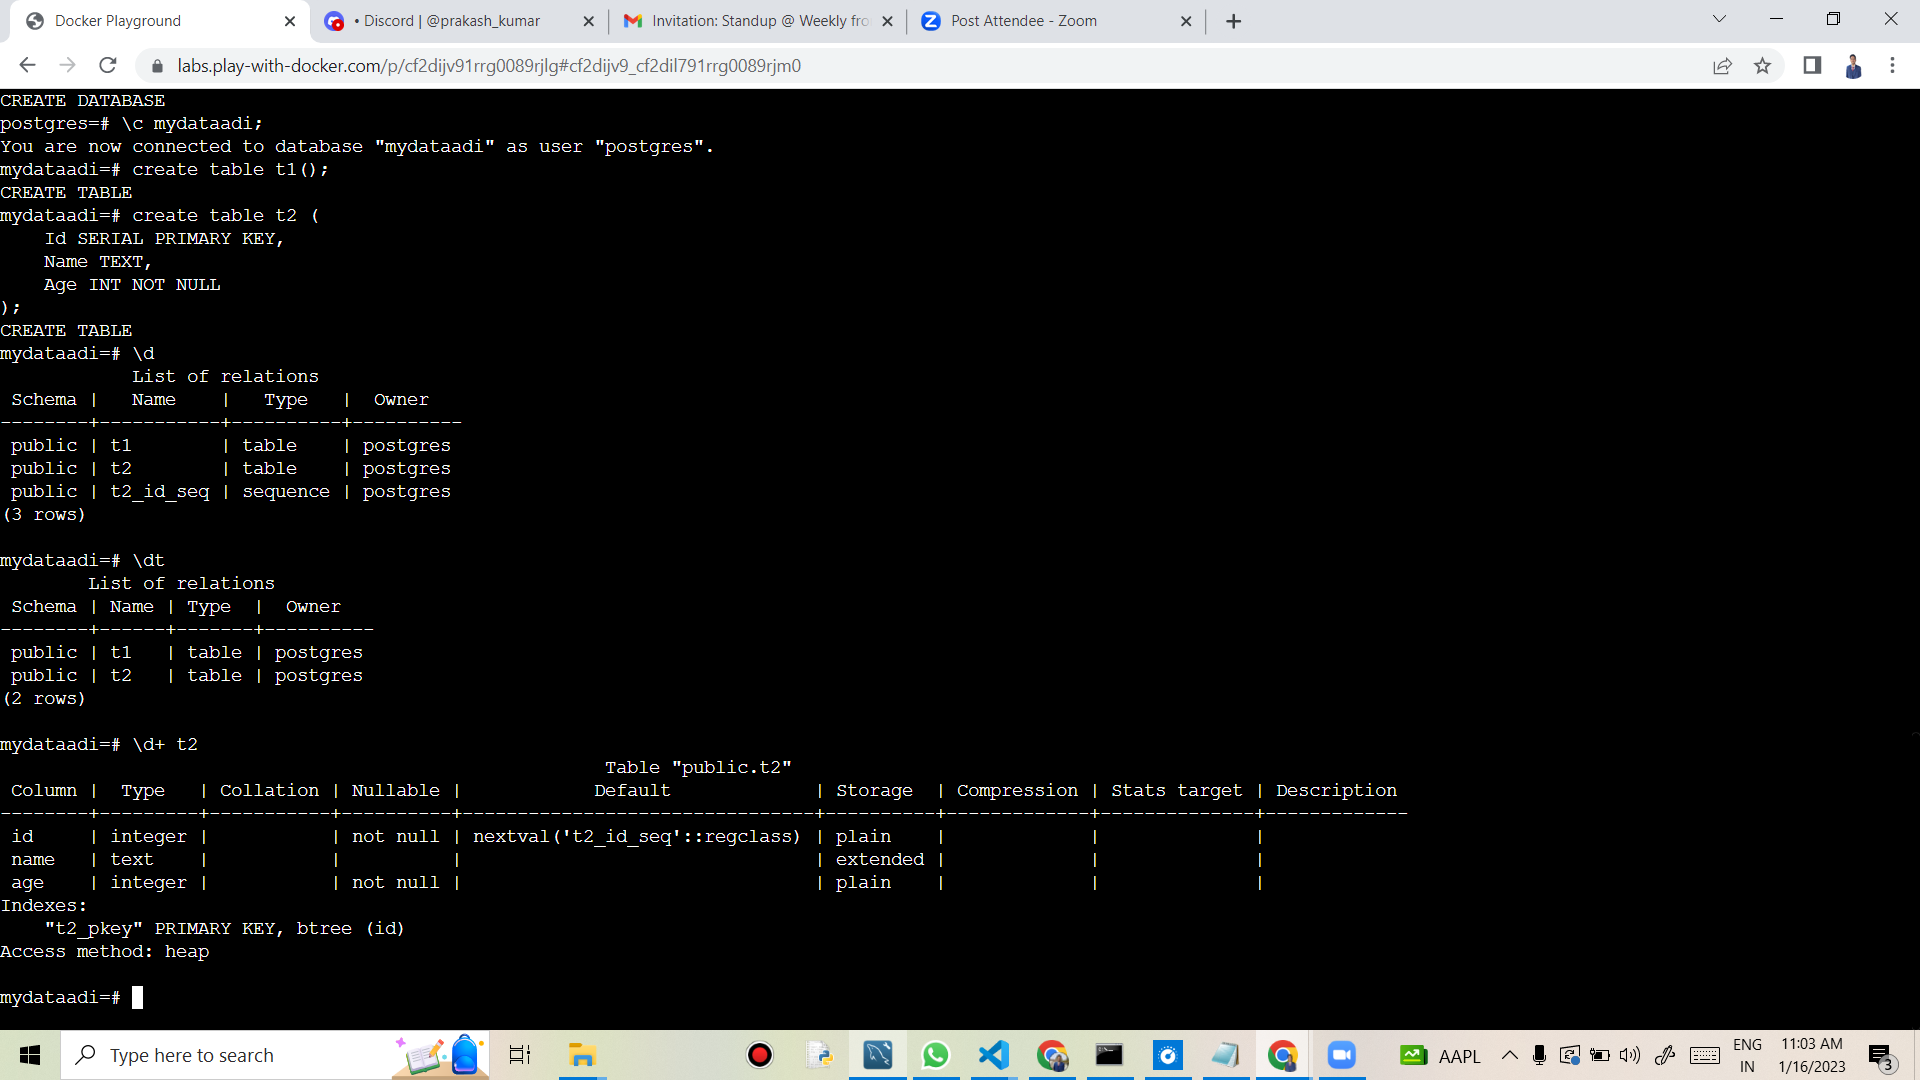 Docker Playground
• Discord | @prakash_kumar
Invitation: Standup @ Weekly fro
Post Attendee - Zoom
labs.play-with-docker.com/p/cf2dijv91rrg0089rjlg#cf2dijv9_cf2dil791rrg0089rjm0
CREATE DATABASE
postgres=# \c mydataadi;
You are now connected to database "mydataadi" as user "postgres".
mydataadi=# create table t1();
CREATE TABLE
mydataadi=# create table t2 (
    Id SERIAL PRIMARY KEY,
    Name TEXT,
    Age INT NOT NULL
);
CREATE TABLE
mydataadi=# \d
            List of relations
 Schema |   Name    |   Type   |  Owner
--------+-----------+----------+----------
 public | t1        | table    | postgres
 public | t2        | table    | postgres
 public | t2_id_seq | sequence | postgres
(3 rows)
mydataadi=# \dt
        List of relations
 Schema | Name | Type  |  Owner
--------+------+-------+----------
 public | t1   | table | postgres
 public | t2   | table | postgres
(2 rows)
mydataadi=# \d+ t2
                                                       Table "public.t2"
 Column |  Type   | Collation | Nullable |            Default             | Storage  | Compression | Stats target | Description
--------+---------+-----------+----------+--------------------------------+----------+-------------+--------------+-------------
 id     | integer |           | not null | nextval('t2_id_seq'::regclass) | plain    |             |              |
 name   | text    |           |          |                                | extended |             |              |
 age    | integer |           | not null |                                | plain    |             |              |
Indexes:
    "t2_pkey" PRIMARY KEY, btree (id)
Access method: heap
mydataadi=#
Type here to search
AAPL
ENG
IN
11:03 AM
1/16/2023
3